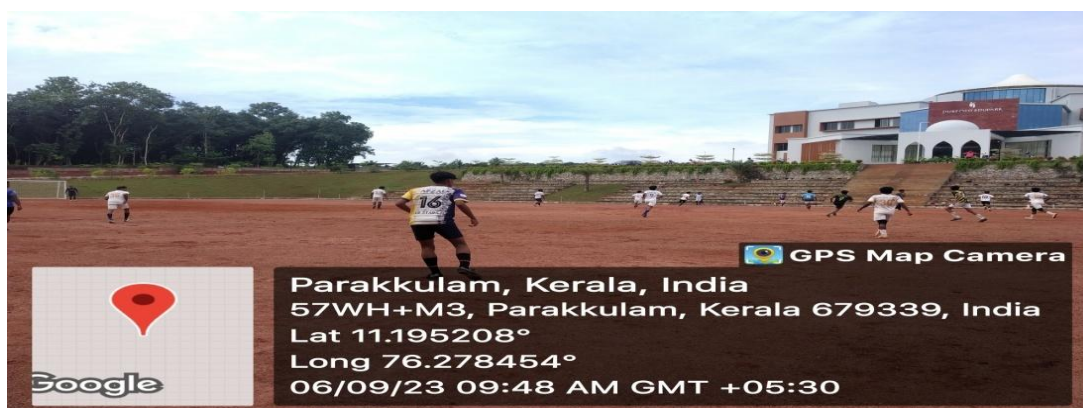 16
GPS Map Camera
Parakkulam, Kerala, India
57WH+M3, Parakkulam, Kerala 679339, India
Lat 11.195208°
Long 76.278454°
06/09/23 09:48 AM GMT +05:30
Google